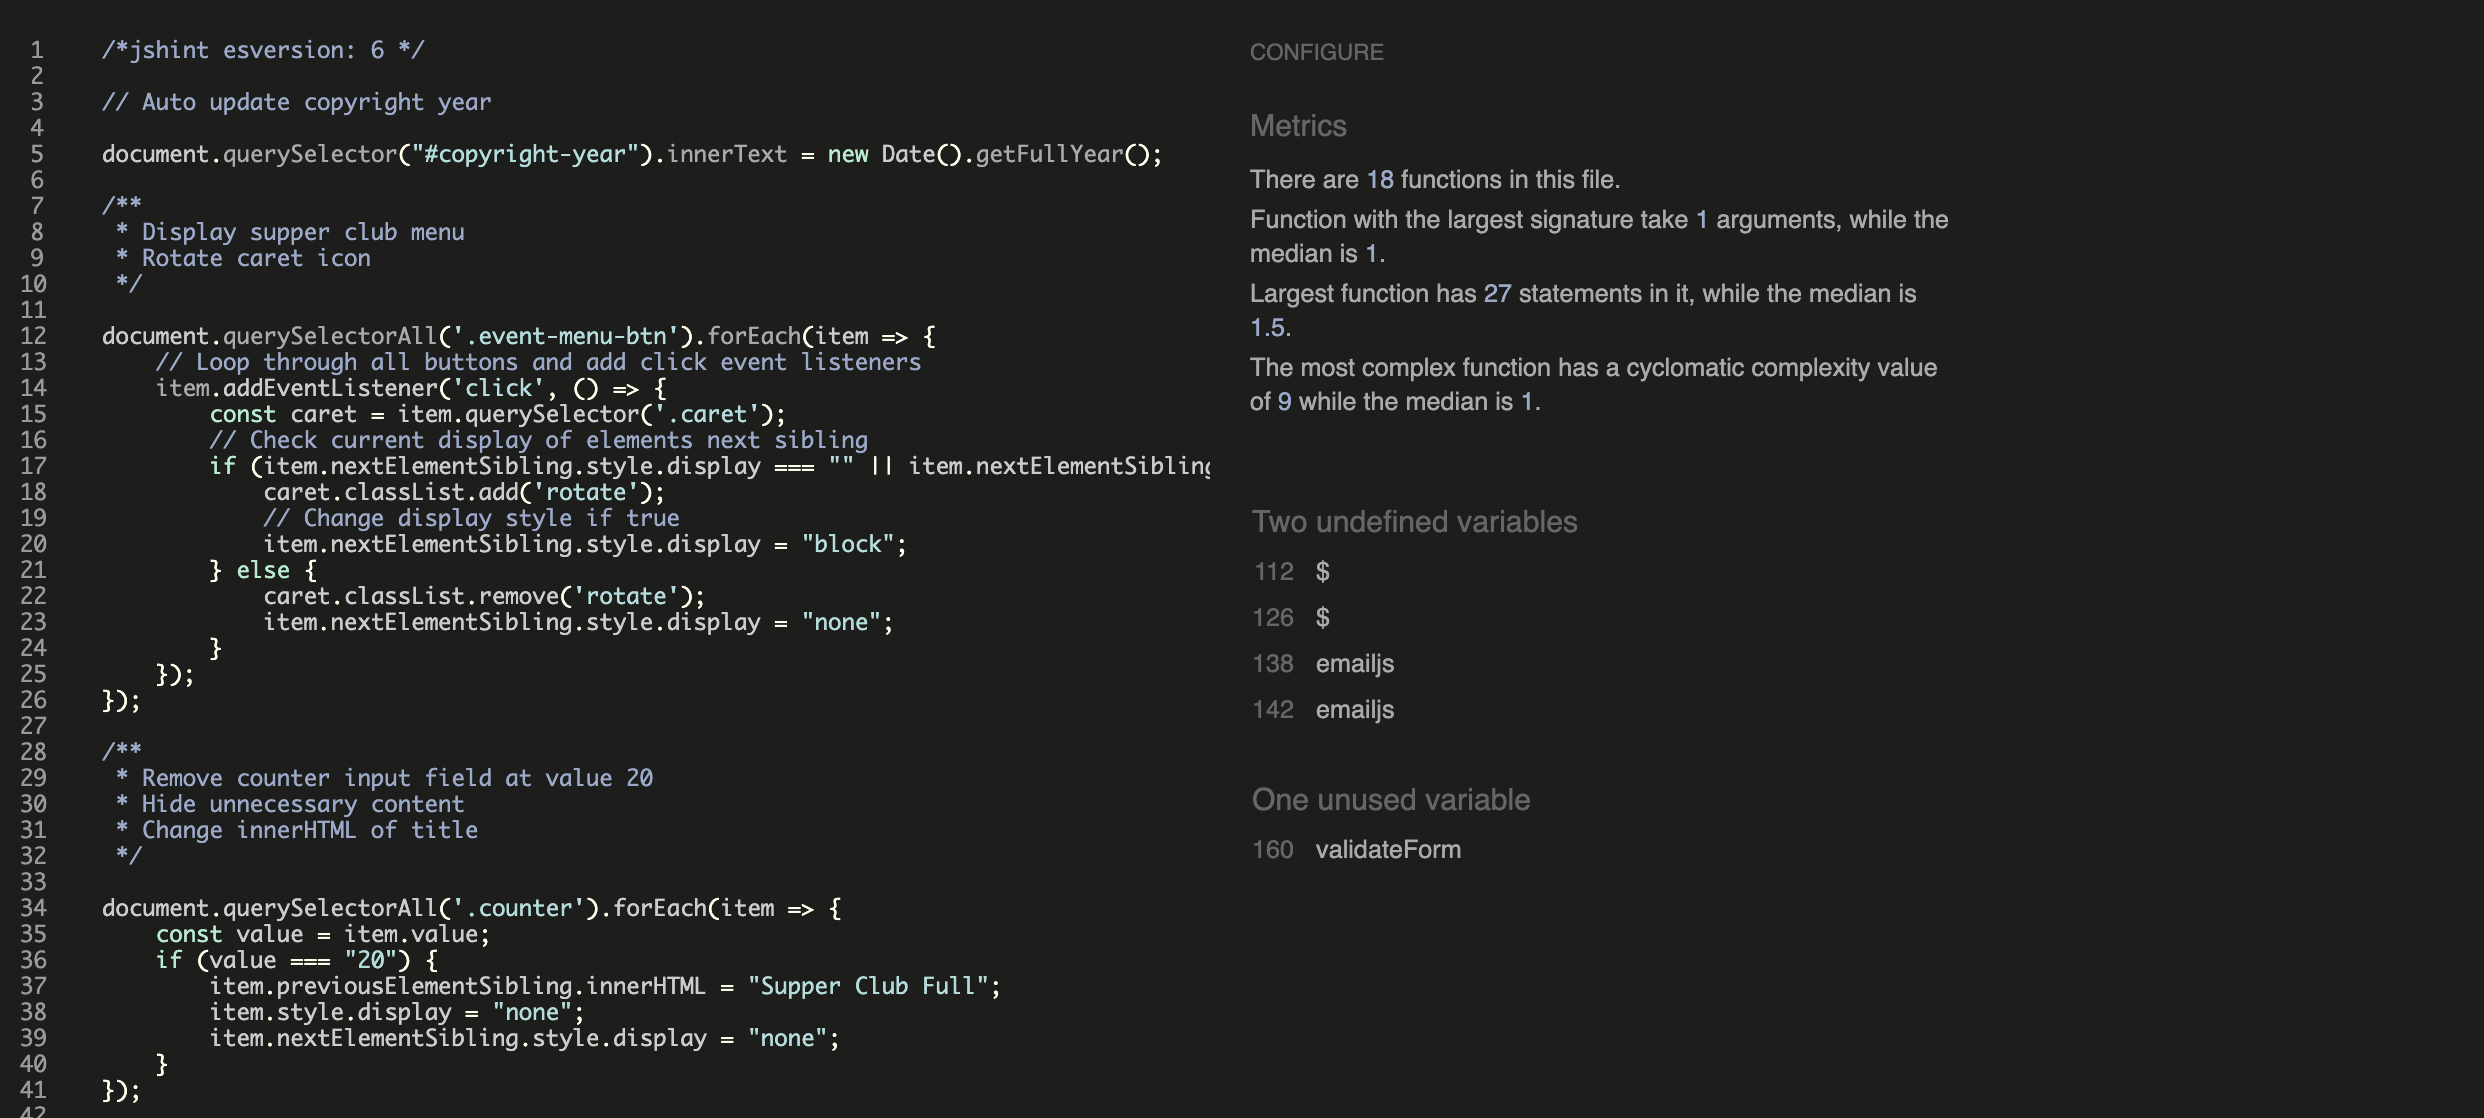 1 /*jshint esversion: 6 */
2
3 // Auto update copyright year
4
5 document.querySelector("#copyright-year").innerText = new Date().getFullYear();
6
7 /**
8  * Display supper club menu
9  * Rotate caret icon
10  */
11
12 document.querySelectorAll('.event-menu-btn').forEach(item => {
13     // Loop through all buttons and add click event listeners
14     item.addEventListener('click', () => {
15         const caret = item.querySelector('.caret');
16         // Check current display of elements next sibling
17         if (item.nextElementSibling.style.display === "" || item.nextElementSibling
18             caret.classList.add('rotate');
19             // Change display style if true
20             item.nextElementSibling.style.display = "block";
21         } else {
22             caret.classList.remove('rotate');
23             item.nextElementSibling.style.display = "none";
24         }
25     });
26 });
27
28 /**
29  * Remove counter input field at value 20
30  * Hide unnecessary content
31  * Change innerHTML of title
32  */
33
34 document.querySelectorAll('.counter').forEach(item => {
35     const value = item.value;
36     if (value === "20") {
37         item.previousElementSibling.innerHTML = "Supper Club Full";
38         item.style.display = "none";
39         item.nextElementSibling.style.display = "none";
40     }
41 });
42
CONFIGURE
Metrics
There are 18 functions in this file.
Function with the largest signature take 1 arguments, while the
median is 1.
Largest function has 27 statements in it, while the median is
1.5.
The most complex function has a cyclomatic complexity value
of 9 while the median is 1.
Two undefined variables
112 $
126 $
138 emailjs
142 emailjs
One unused variable
160 validateForm